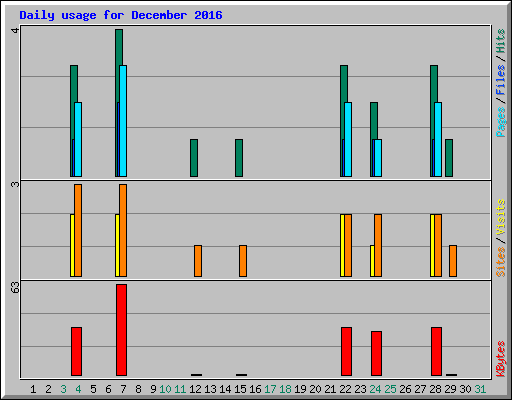 Daily usage for December 2016
4
Pages / Files / Hits
3
Sites / Visits
63
KBytes
1 2 3 4 5 6 7 8 9 10 11 12 13 14 15 16 17 18 19 20 21 22 23 24 25 26 27 28 29 30 31